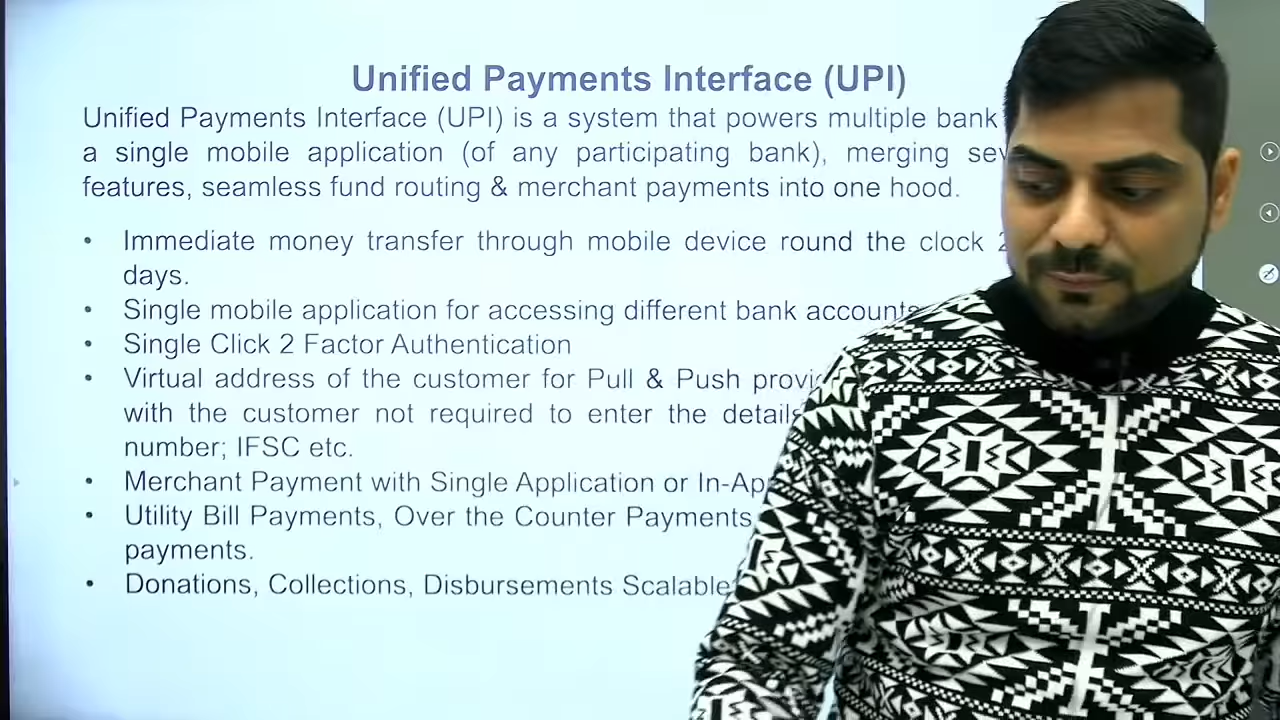 Unified Payments Interface (UPI)
Unified Payments Interface (UPI) is a system that powers multiple bank
a single mobile application (of any participating bank), merging
features, seamless fund routing & merchant payments into one hood.
• Immediate money transfer through mobile device round the clock
days.
• Single mobile application for accessing different bank accounts
• Single Click 2 Factor Authentication
• Virtual address of the customer for Pull & Push
with the customer not required to enter the details
number; IFSC etc.
• Merchant Payment with Single Application or
• Utility Bill Payments, Over the Counter Payments
payments.
• Donations, Collections, Disbursements Scalable